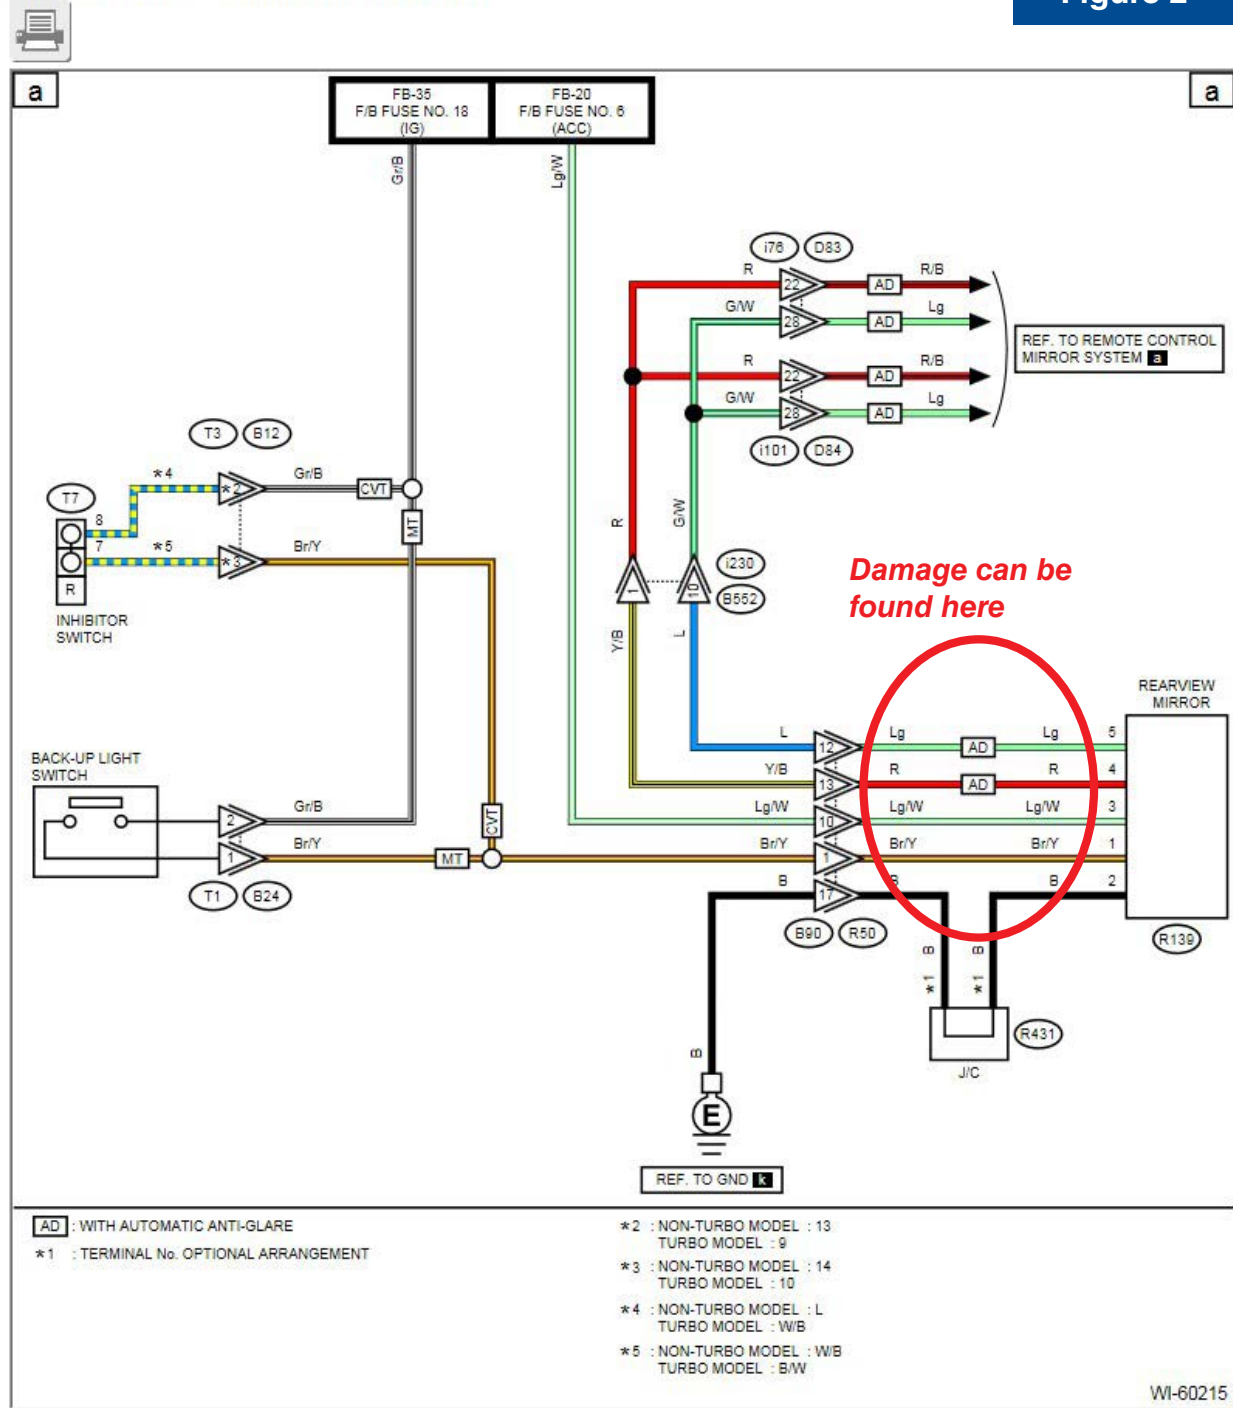 a
a
FB-35
F/B FUSE NO. 18
(IG)
FB-20
F/B FUSE NO. 6
(ACC)
Gr/B
Lg/W
i76 D83
R 22 AD R/B
G/W 28 AD Lg
R 22 AD R/B
G/W 28 AD Lg
i101 D84
REF. TO REMOTE CONTROL
MIRROR SYSTEM a
T3 B12
*4 *2 Gr/B CVT
T7
8
7 *5 *3 Br/Y
MT
R
INHIBITOR
SWITCH
R
G/W
1 10
i230
B552
Y/B
L
Damage can be
found here
REARVIEW
MIRROR
L 12 Lg AD Lg 5
Y/B 13 R AD R 4
Lg/W 10 Lg/W Lg/W 3
Br/Y 1 Br/Y Br/Y 1
B 17 B B 2
BACK-UP LIGHT
SWITCH
2 Gr/B
1 Br/Y MT
CVT
T1 B24
B90 R50
R139
*1 B
*1 B
R431
J/C
B
E
REF. TO GND k
AD : WITH AUTOMATIC ANTI-GLARE
*1 : TERMINAL No. OPTIONAL ARRANGEMENT
*2 : NON-TURBO MODEL : 13
TURBO MODEL : 9
*3 : NON-TURBO MODEL : 14
TURBO MODEL : 10
*4 : NON-TURBO MODEL : L
TURBO MODEL : W/B
*5 : NON-TURBO MODEL : W/B
TURBO MODEL : B/W
WI-60215